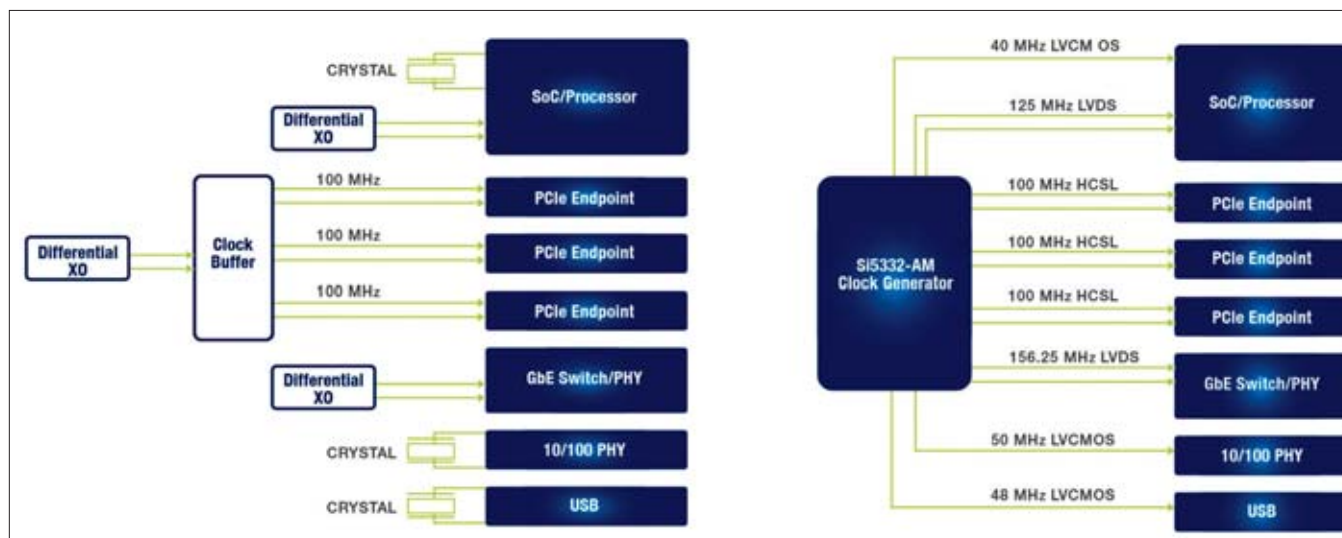 CRYSTAL
SoC/Processor
Differential
XO
100 MHz
PCIe Endpoint
Differential
XO
Clock
Buffer
100 MHz
PCIe Endpoint
100 MHz
PCIe Endpoint
Differential
XO
GbE Switch/PHY
CRYSTAL
10/100 PHY
CRYSTAL
USB
40 MHz LVCM OS
125 MHz LVDS
SoC/Processor
100 MHz HCSL
PCIe Endpoint
Si5332-AM
Clock Generator
100 MHz HCSL
PCIe Endpoint
100 MHz HCSL
PCIe Endpoint
156.25 MHz LVDS
GbE Switch/PHY
50 MHz LVCMOS
10/100 PHY
48 MHz LVCMOS
USB